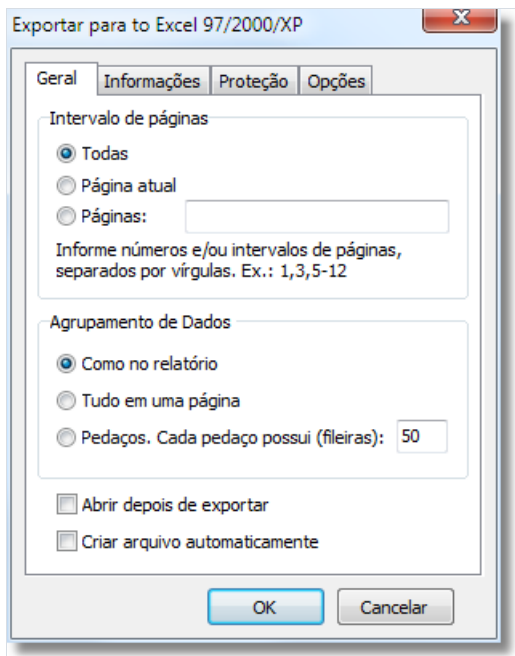 Exportar para to Excel 97/2000/XP
Geral Informações Proteção Opções
Intervalo de páginas
Todas
Página atual
Páginas:
Informe números e/ou intervalos de páginas,
separados por vírgulas. Ex.: 1,3,5-12
Agrupamento de Dados
Como no relatório
Tudo em uma página
Pedaços. Cada pedaço possui (fileiras): 50
Abrir depois de exportar
Criar arquivo automaticamente
OK Cancelar